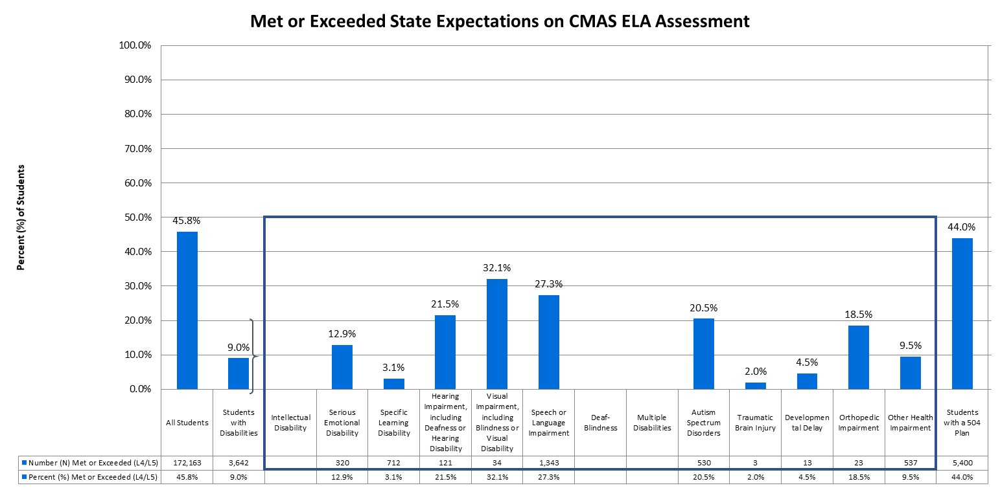 Met or Exceeded State Expectations on CMAS ELA Assessment
Percent (%) of Students
100.0%
90.0%
80.0%
70.0%
60.0%
50.0%
40.0%
30.0%
20.0%
10.0%
0.0%
45.8%
9.0%
12.9%
3.1%
21.5%
32.1%
27.3%
20.5%
2.0%
4.5%
18.5%
9.5%
44.0%
All Students
Students
with
Disabilities
Intellectual
Disability
Serious
Emotional
Disability
Specific
Learning
Disability
Hearing
Impairment,
including
Deafness or
Hearing
Disability
Visual
Impairment,
including
Blindness or
Visual
Disability
Speech or
Language
Impairment
Deaf-
Blindness
Multiple
Disabilities
Autism
Spectrum
Disorders
Traumatic
Brain Injury
Developmen
tal Delay
Orthopedic
Impairment
Other Health
Impairment
Students
with a 504
Plan
Number (N) Met or Exceeded (L4/L5) 172,163 3,642 320 712 121 34 1,343 530 3 13 23 537 5,400
Percent (%) Met or Exceeded (L4/L5) 45.8% 9.0% 12.9% 3.1% 21.5% 32.1% 27.3% 20.5% 2.0% 4.5% 18.5% 9.5% 44.0%